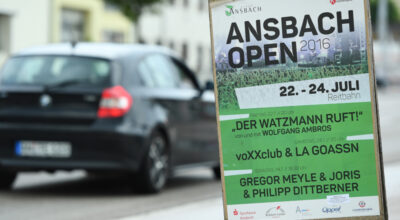 ANSBACH
ANSBACH
OPEN 2016
22. - 24. JULI
Reitbahn
„DER WATZMANN RUFT!"
WOLFGANG AMBROS
voXXclub & LA GOASSN
GREGOR MEYLE & JORIS
& PHILIPP DITTBERNER